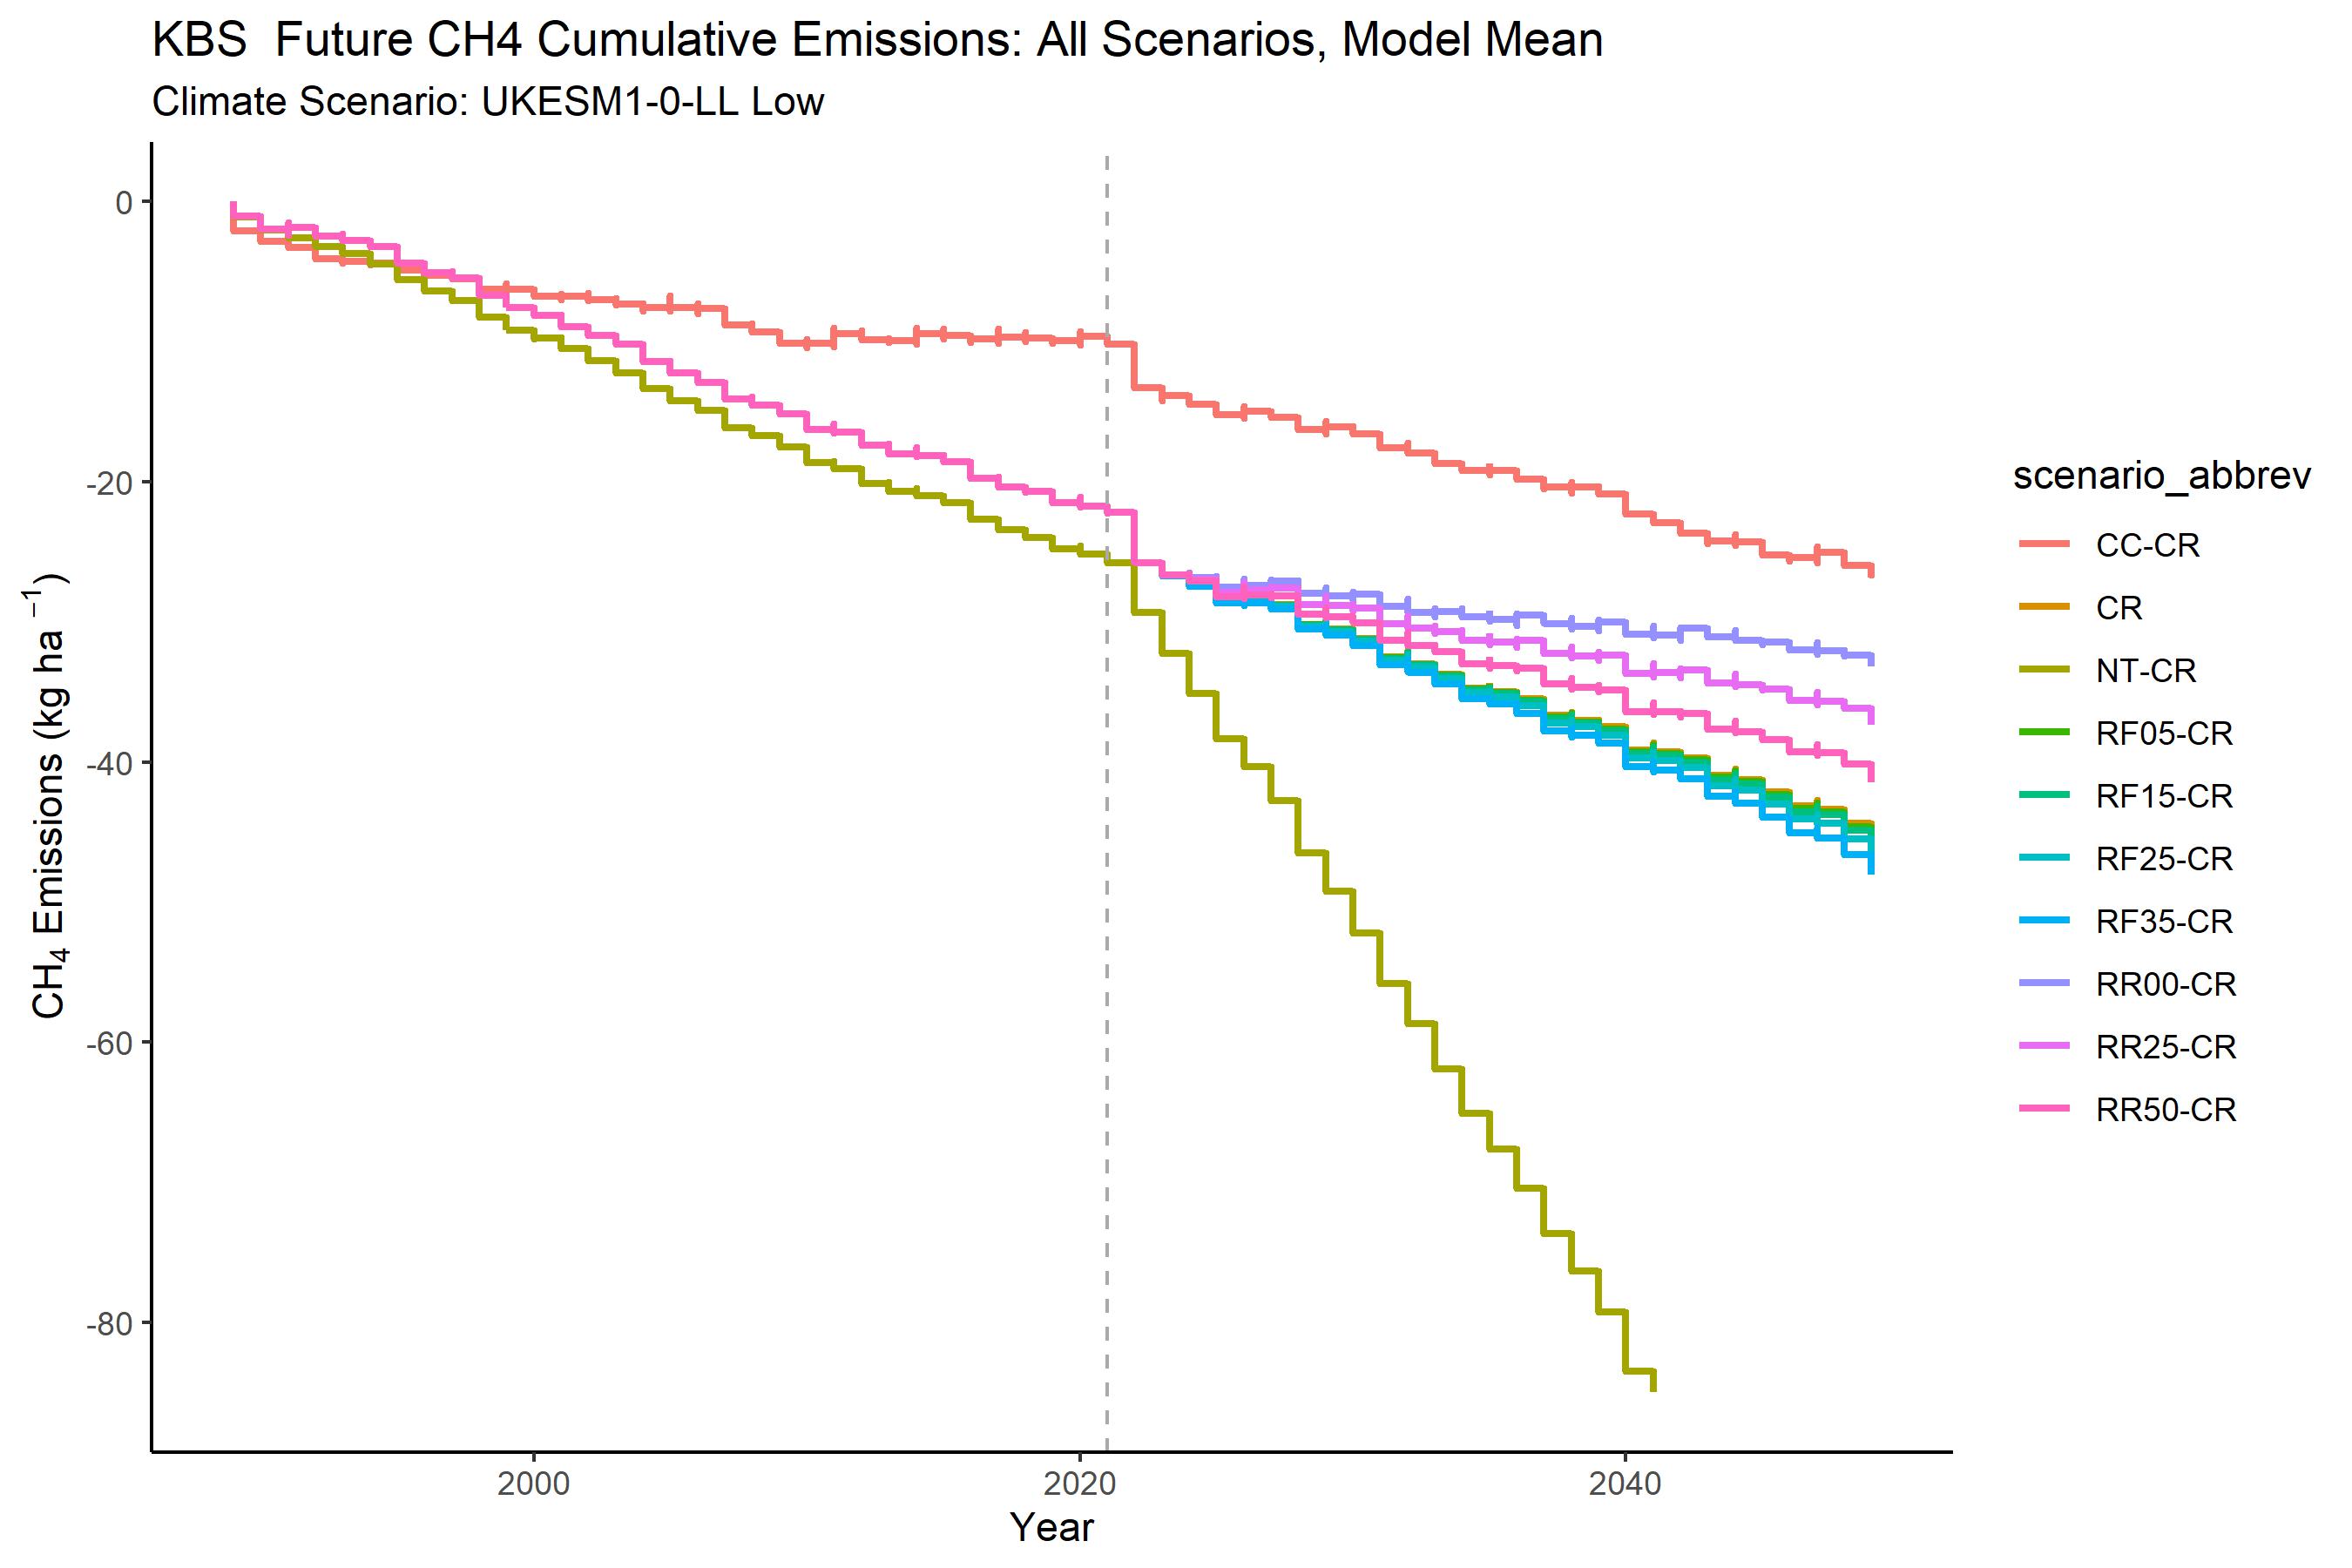 KBS  Future CH4 Cumulative Emissions: All Scenarios, Model Mean
Climate Scenario: UKESM1-0-LL Low
CH₄ Emissions (kg ha ⁻¹)
0
-20
-40
-60
-80
2000
2020
2040
Year
scenario_abbrev
CC-CR
CR
NT-CR
RF05-CR
RF15-CR
RF25-CR
RF35-CR
RR00-CR
RR25-CR
RR50-CR